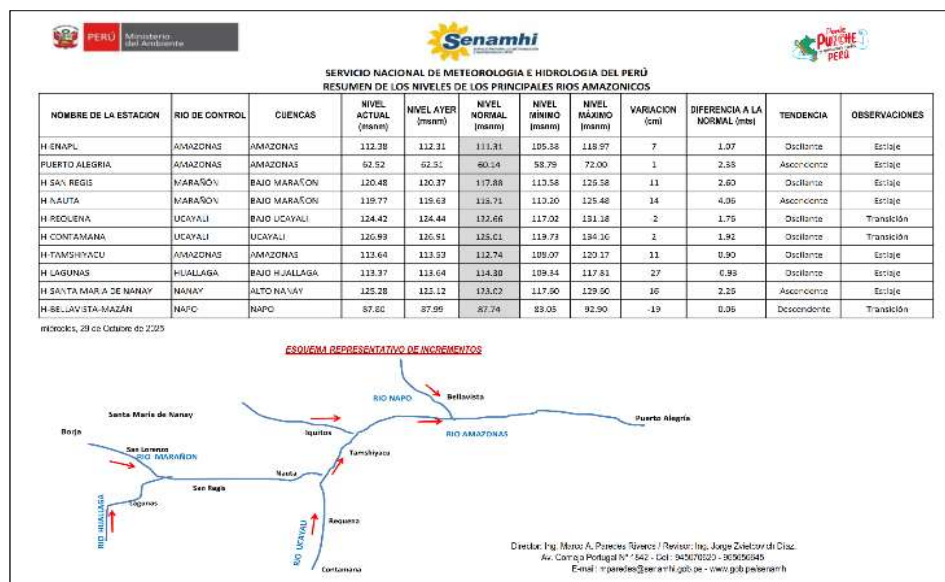 PERÚ Ministerio del Ambiente
Senamhi
PERÚ
SERVICIO NACIONAL DE METEOROLOGIA E HIDROLOGIA DEL PERÚ
RESUMEN DE LOS NIVELES DE LOS PRINCIPALES RIOS AMAZONICOS
NOMBRE DE LA ESTACION RIO DE CONTROL CUENCAS NIVEL ACTUAL (msnm) NIVEL AYER (msnm) NIVEL NORMAL (msnm) NIVEL MÍNIMO (msnm) NIVEL MÁXIMO (msnm) VARIACION (cm) DIFERENCIA A LA NORMAL (mts) TENDENCIA OBSERVACIONES
H-ENAPU AMAZONAS AMAZONAS 112.38 112.31 111.31 105.38 118.97 7 1.07 Oscilante Estiaje
PUERTO ALEGRIA AMAZONAS AMAZONAS 62.52 62.51 60.14 58.79 72.00 1 2.38 Ascendente Estiaje
H-SAN REGIS MARAÑÓN BAJO MARAÑON 120.48 120.37 117.88 110.58 126.58 11 2.60 Oscilante Estiaje
H-NAUTA MARAÑÓN BAJO MARAÑON 119.77 119.63 115.71 110.20 125.48 14 4.06 Ascendente Estiaje
H-REQUENA UCAYALI BAJO UCAYALI 124.42 124.44 122.66 117.02 131.18 -2 1.76 Oscilante Transición
H-CONTAMANA UCAYALI UCAYALI 126.93 126.91 125.01 119.73 134.16 2 1.92 Oscilante Transición
H-TAMSHIYACU AMAZONAS AMAZONAS 113.64 113.53 112.74 108.07 120.17 11 0.90 Oscilante Estiaje
H-LAGUNAS HUALLAGA BAJO HUALLAGA 113.37 113.64 114.30 109.34 117.81 27 -0.93 Oscilante Estiaje
H-SANTA MARIA DE NANAY NANAY ALTO NANAY 125.28 125.12 123.02 117.60 129.60 16 2.26 Ascendente Estiaje
H-BELLAVISTA-MAZÁN NAPO NAPO 87.80 87.99 87.74 83.05 92.90 -19 0.06 Descendente Transición
miércoles, 29 de Octubre de 2025
ESQUEMA REPRESENTATIVO DE INCREMENTOS
RIO NAPO
Bellavista
Santa María de Nanay
Puerto Alegría
Borja
Iquitos
RIO AMAZONAS
San Lorenzo
RIO MARAÑON
Tamshiyacu
Nauta
San Regis
Lagunas
RIO HUALLAGA
Requena
RIO UCAYALI
Contamana
Director: Ing. Marco A. Paredes Riveros / Revisor: Ing. Jorge Zvietcovich Díaz.
Av. Cornejo Portugal N° 1842 - Cel: 945070620 - 965656645
E-mail: mparedes@senamhi.gob.pe - www.gob.pe/senamhi